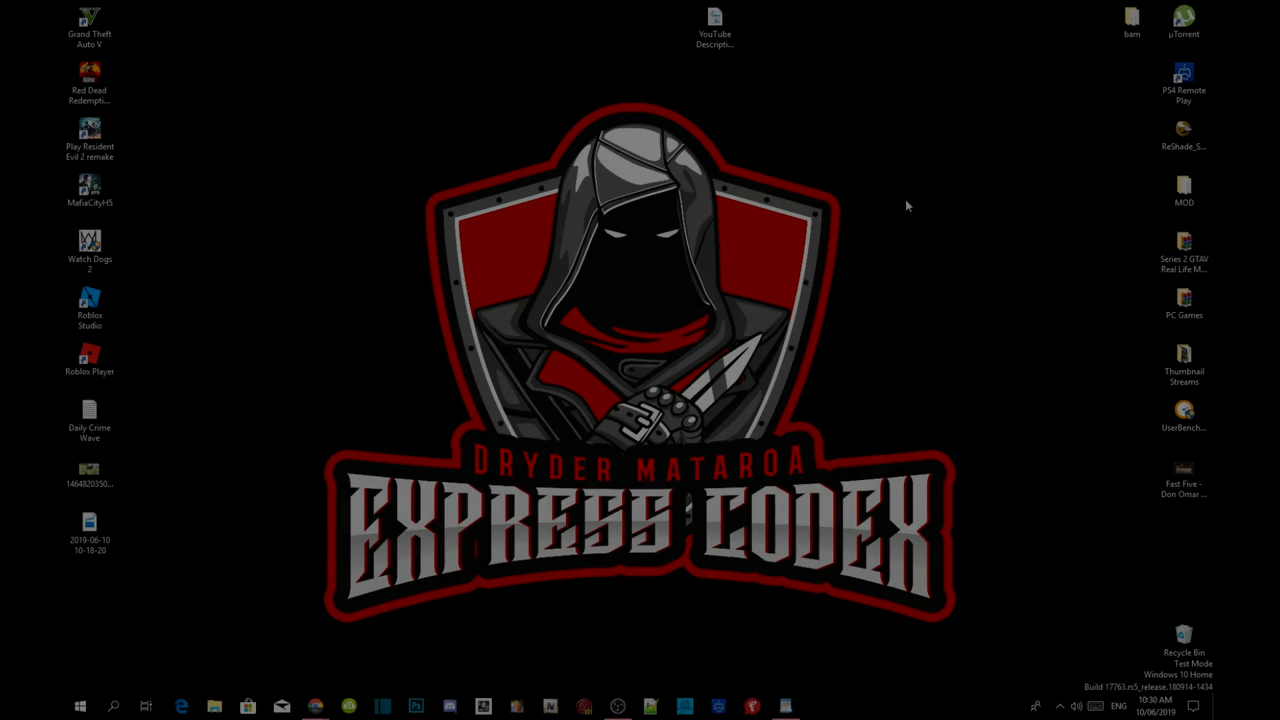 Grand Theft
Auto V
Red Dead
Redempti...
Play Resident
Evil 2 remake
MafiaCityH5
Watch Dogs
2
Roblox
Studio
Roblox Player
Daily Crime
Wave
1464820350...
2019-06-10
10-18-20
YouTube
Descripti...
DRYDER MATAROA
EXPRESS CODEX
bam
µTorrent
PS4 Remote
Play
ReShade_S...
MOD
Series 2 GTAV
Real Life M...
PC Games
Thumbnail
Streams
UserBench...
Fast Five -
Don Omar ...
Recycle Bin
Test Mode
Windows 10 Home
Build 17763.rs5_release.180914-1434
Ps
ENG
10:30 AM
10/06/2019